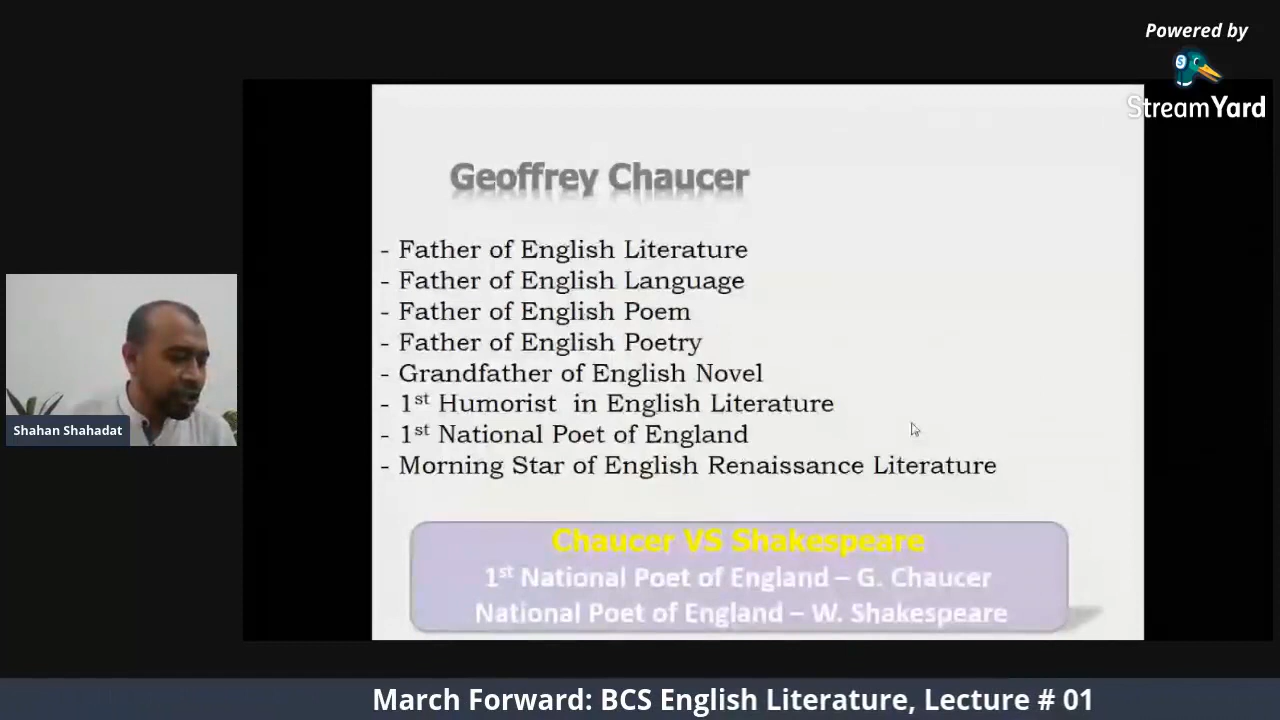 Powered by
StreamYard
Geoffrey Chaucer
- Father of English Literature
- Father of English Language
- Father of English Poem
- Father of English Poetry
- Grandfather of English Novel
- 1st Humorist in English Literature
- 1st National Poet of England
- Morning Star of English Renaissance Literature
Shahan Shahadat
Chaucer VS Shakespeare
1st National Poet of England – G. Chaucer
National Poet of England – W. Shakespeare
March Forward: BCS English Literature, Lecture # 01